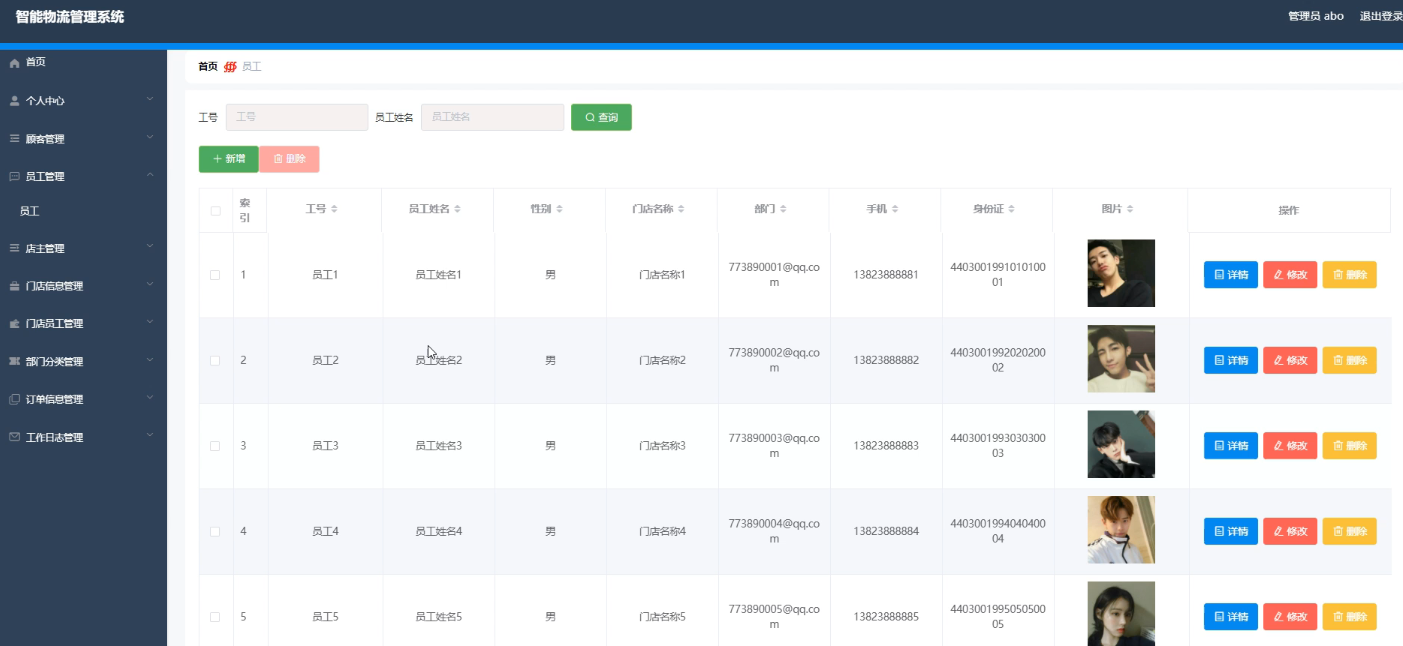 智能物流管理系统
管理员 abo 退出登录
首页
个人中心
顾客管理
员工管理
员工
店主管理
门店信息管理
门店员工管理
部门分类管理
订单信息管理
工作日志管理
首页 员工
工号 工号 员工姓名 员工姓名 查询
新增 删除
索引 工号 员工姓名 性别 门店名称 部门 手机 身份证 图片 操作
1 员工1 员工姓名1 男 门店名称1 773890001@qq.com 13823888881 440300199101010001 详情 修改 删除
2 员工2 员工姓名2 男 门店名称2 773890002@qq.com 13823888882 440300199202020002 详情 修改 删除
3 员工3 员工姓名3 男 门店名称3 773890003@qq.com 13823888883 440300199303030003 详情 修改 删除
4 员工4 员工姓名4 男 门店名称4 773890004@qq.com 13823888884 440300199404040004 详情 修改 删除
5 员工5 员工姓名5 男 门店名称5 773890005@qq.com 13823888885 440300199505050005 详情 修改 删除